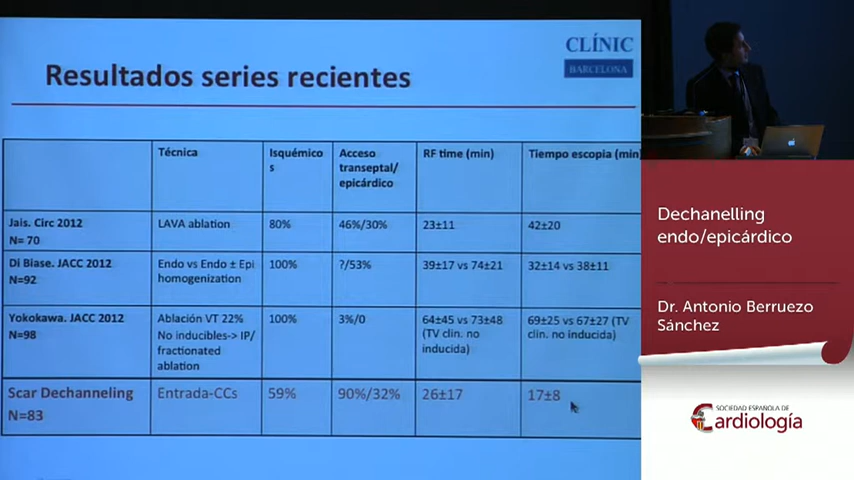 CLÍNIC
BARCELONA
Resultados series recientes
Técnica
Isquémico
s
Acceso
transeptal/
epicárdico
RF time (min)
Tiempo escopia (min)
Jais. Circ 2012
N= 70
LAVA ablation
80%
46%/30%
23±11
42±20
Di Biase. JACC 2012
N=92
Endo vs Endo ± Epi
homogenization
100%
?/53%
39±17 vs 74±21
32±14 vs 38±11
Yokokawa. JACC 2012
N=98
Ablación VT 22%
No inducibles-> IP/
fractionated
ablation
100%
3%/0
64±45 vs 73±48
(TV clin. no
inducida)
69±25 vs 67±27 (TV
clin. no inducida)
Scar Dechanneling
N=83
Entrada-CCs
59%
90%/32%
26±17
17±8
Dechanelling
endo/epicárdico
Dr. Antonio Berruezo
Sánchez
SOCIEDAD ESPAÑOLA DE
Cardiología